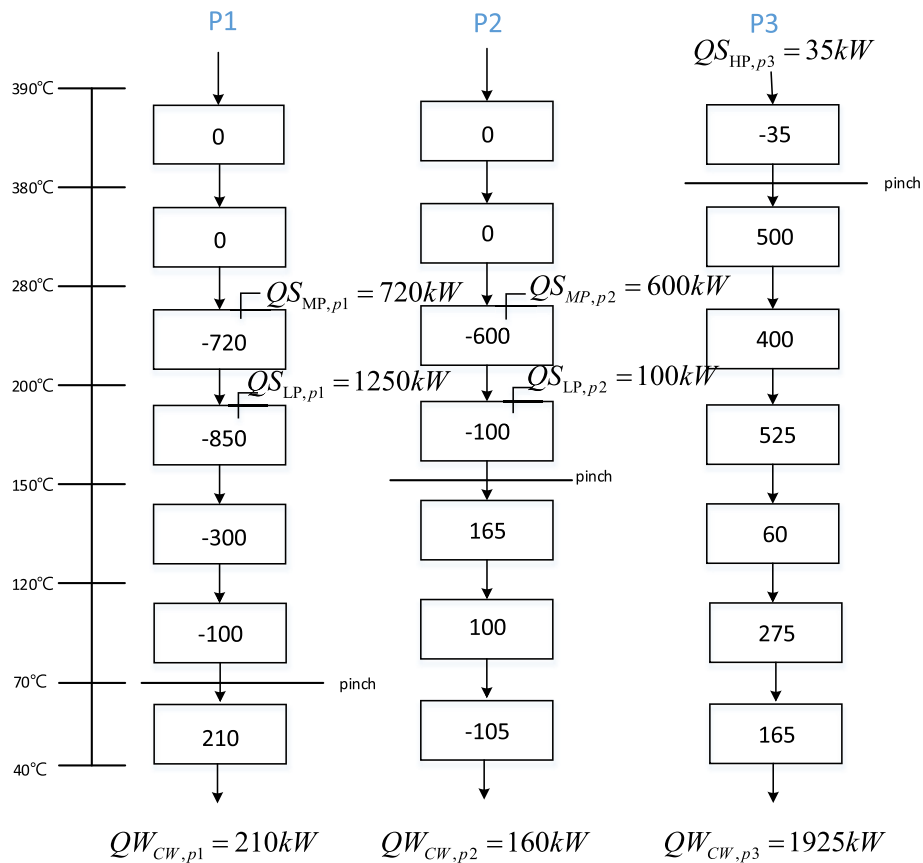 P1 P2 P3
QS_HP,p3 = 35kW
390℃
0 0 -35
380℃ pinch
0 0 500
280℃
QS_MP,p1 = 720kW QS_MP,p2 = 600kW
-720 -600 400
200℃
QS_LP,p1 = 1250kW QS_LP,p2 = 100kW
-850 -100 525
150℃ pinch
-300 165 60
120℃
-100 100 275
70℃ pinch
210 -105 165
40℃
QW_CW,p1 = 210kW QW_CW,p2 = 160kW QW_CW,p3 = 1925kW